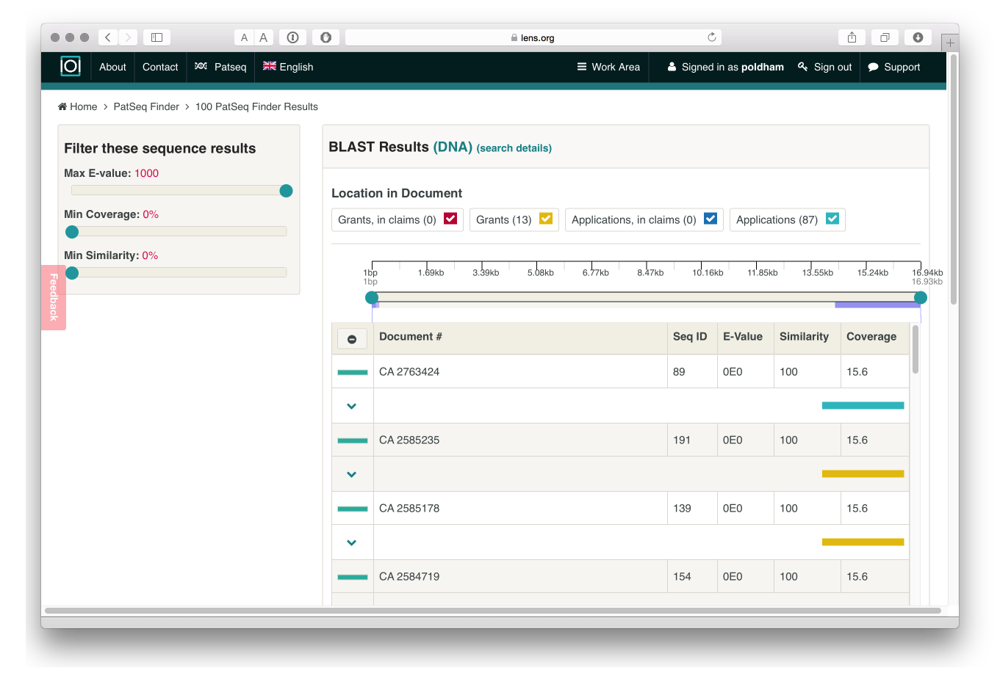 A A lens.org
About Contact Patseq English Work Area Signed in as poldham Sign out Support
Home > PatSeq Finder > 100 PatSeq Finder Results
Filter these sequence results
Max E-value: 1000
Min Coverage: 0%
Min Similarity: 0%
Feedback
BLAST Results (DNA) (search details)
Location in Document
Grants, in claims (0) Grants (13) Applications, in claims (0) Applications (87)
1bp 1.69kb 3.39kb 5.08kb 6.77kb 8.47kb 10.16kb 11.85kb 13.55kb 15.24kb 16.94kb
1bp 16.93kb
Document # Seq ID E-Value Similarity Coverage
CA 2763424 89 0E0 100 15.6
CA 2585235 191 0E0 100 15.6
CA 2585178 139 0E0 100 15.6
CA 2584719 154 0E0 100 15.6